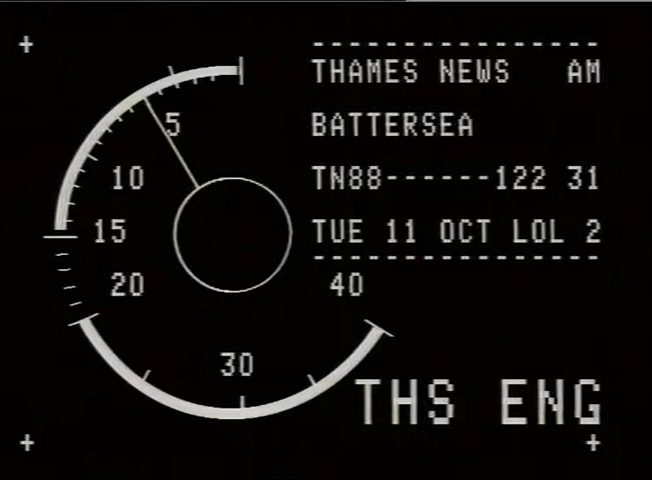 THAMES NEWS AM
BATTERSEA
TN88------122 31
TUE 11 OCT LOL 2
5
10
15
20
30
40
THS ENG